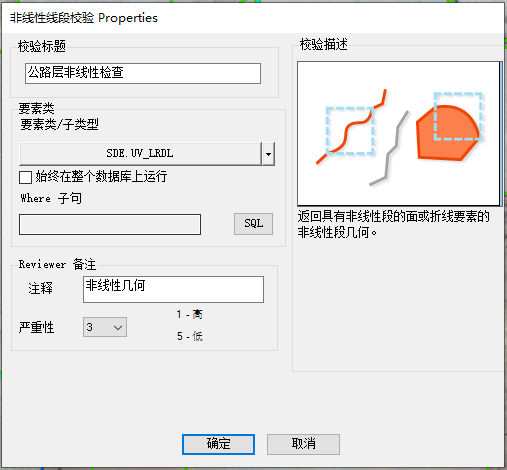 非线性线段校验 Properties
校验标题
公路层非线性检查
要素类
要素类/子类型
SDE.UV_LRDL
始终在整个数据库上运行
Where 子句
SQL
Reviewer 备注
注释
非线性几何
严重性
3
1 - 高
5 - 低
校验描述
返回具有非线性段的面或折线要素的
非线性段几何。
确定
取消